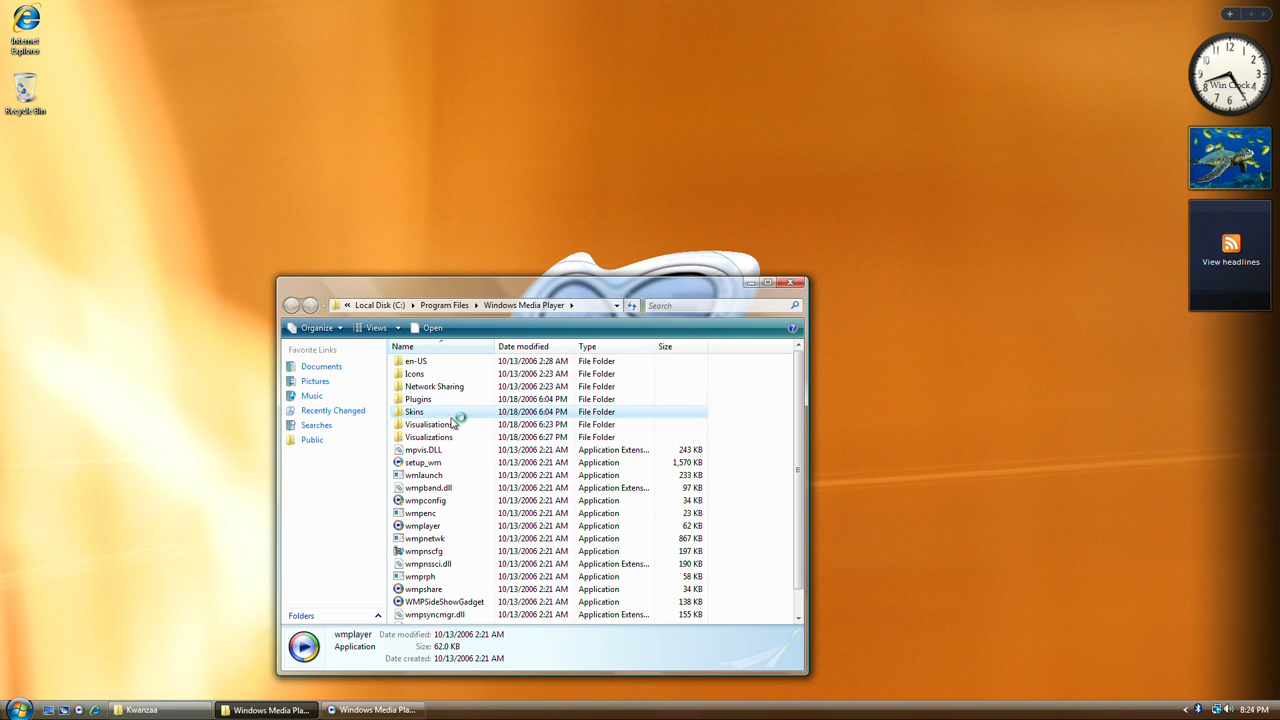 Internet
Explorer
Recycle Bin
12
1
2
3
4
5
6
7
8
9
10
11
Win Clock
View headlines
« Local Disk (C:) Program Files Windows Media Player
Search
Organize Views Open
Favorite Links
Documents
Pictures
Music
Recently Changed
Searches
Public
Folders
Name Date modified Type Size
en-US 10/13/2006 2:28 AM File Folder
Icons 10/13/2006 2:23 AM File Folder
Network Sharing 10/13/2006 2:23 AM File Folder
Plugins 10/18/2006 6:04 PM File Folder
Skins 10/18/2006 6:04 PM File Folder
Visualisations 10/18/2006 6:23 PM File Folder
Visualizations 10/18/2006 6:27 PM File Folder
mpvis.DLL 10/13/2006 2:21 AM Application Extens... 243 KB
setup_wm 10/13/2006 2:21 AM Application 1,570 KB
wmlaunch 10/13/2006 2:21 AM Application 233 KB
wmpband.dll 10/13/2006 2:21 AM Application Extens... 97 KB
wmpconfig 10/13/2006 2:21 AM Application 34 KB
wmpenc 10/13/2006 2:21 AM Application 23 KB
wmplayer 10/13/2006 2:21 AM Application 62 KB
wmpnetwk 10/13/2006 2:21 AM Application 867 KB
wmpnscfg 10/13/2006 2:21 AM Application 197 KB
wmpnssci.dll 10/13/2006 2:21 AM Application Extens... 190 KB
wmprph 10/13/2006 2:21 AM Application 58 KB
wmpshare 10/13/2006 2:21 AM Application 34 KB
WMPSideShowGadget 10/13/2006 2:21 AM Application 138 KB
wmpsyncmgr.dll 10/13/2006 2:21 AM Application Extens... 155 KB
wmplayer Date modified: 10/13/2006 2:21 AM
Application Size: 62.0 KB
Date created: 10/13/2006 2:21 AM
Kwanzaa
Windows Media Pla...
Windows Media Pla...
8:24 PM